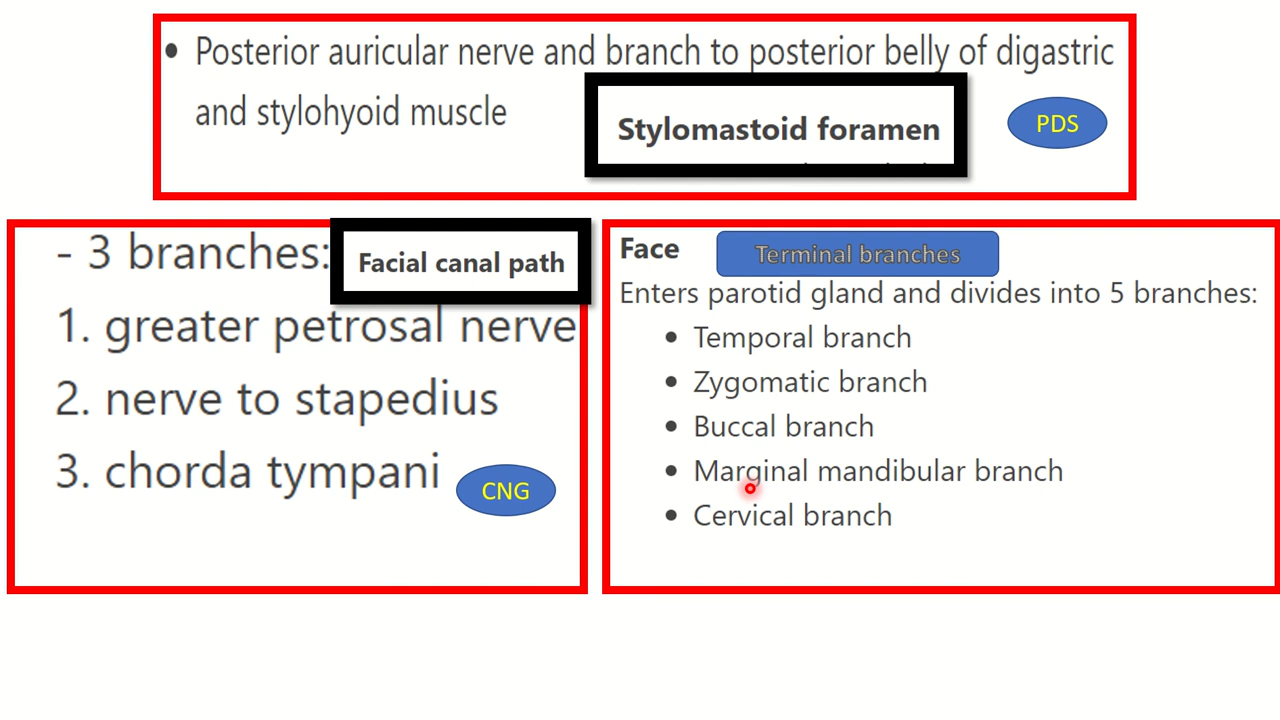 • Posterior auricular nerve and branch to posterior belly of digastric
and stylohyoid muscle
Stylomastoid foramen
PDS
- 3 branches:
Facial canal path
1. greater petrosal nerve
2. nerve to stapedius
3. chorda tympani
CNG
Face
Terminal branches
Enters parotid gland and divides into 5 branches:
• Temporal branch
• Zygomatic branch
• Buccal branch
• Marginal mandibular branch
• Cervical branch